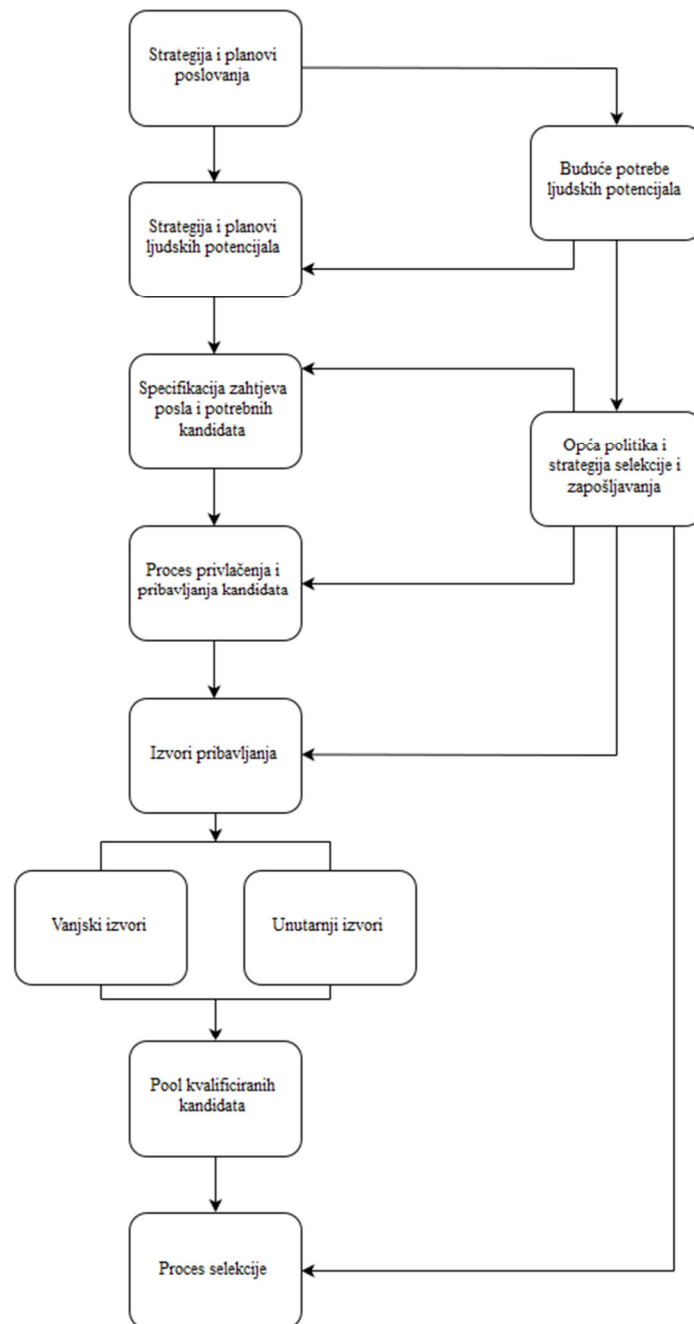 Strategija i planovi
poslovanja
Buduće potrebe
ljudskih potencijala
Strategija i planovi
ljudskih potencijala
Specifikacija zahtjeva
posla i potrebnih
kandidata
Opća politika i
strategija selekcije i
zapošljavanja
Proces privlačenja i
pribavljanja kandidata
Izvori pribavljanja
Vanjski izvori
Unutarnji izvori
Pool kvalificiranih
kandidata
Proces selekcije